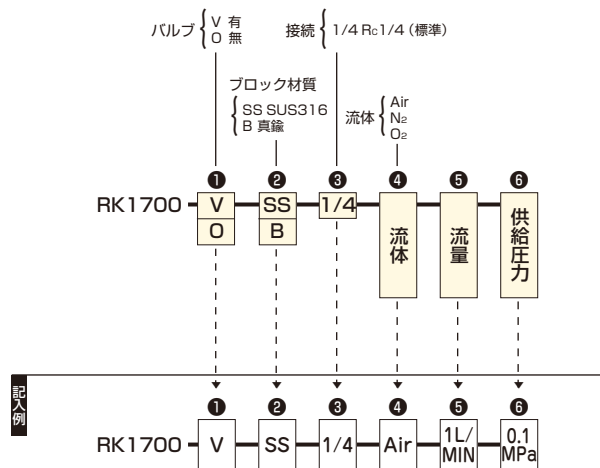 バルブ
V 有
O 無
接続
1/4 Rc1/4 (標準)
ブロック材質
SS SUS316
B 真鍮
流体
Air
N2
O2
❶ ❷ ❸ ❹ ❺ ❻
RK1700 V SS 1/4 流体 流量 供給圧力
O B
記入例
❶ ❷ ❸ ❹ ❺ ❻
RK1700 V SS 1/4 Air 1L/MIN 0.1MPa